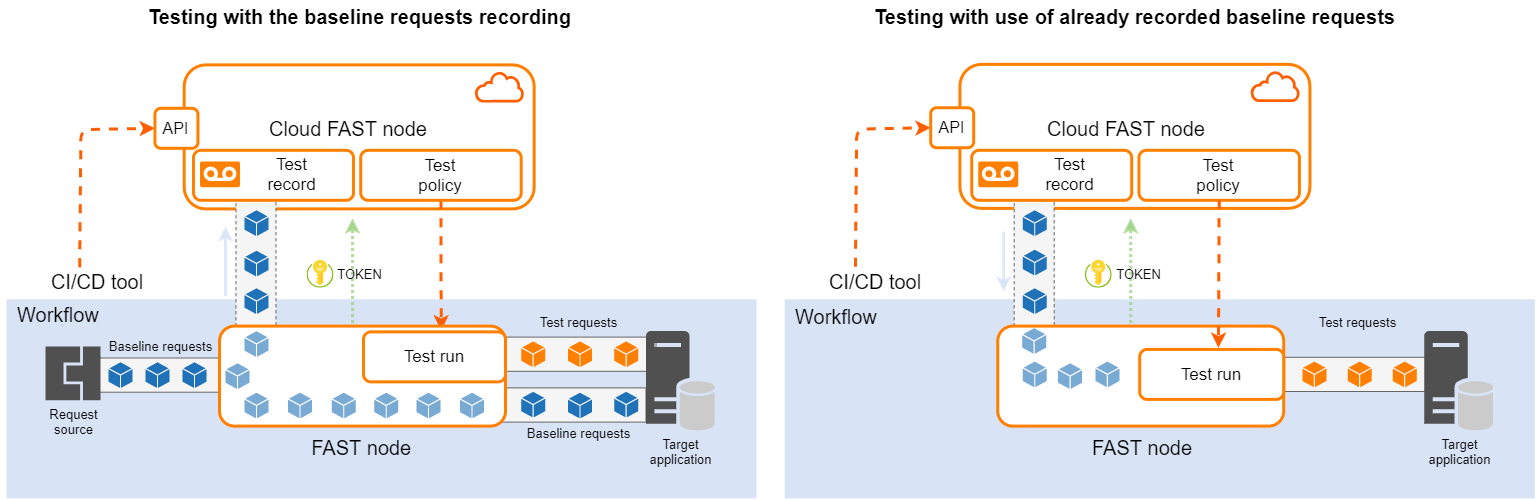 Testing with the baseline requests recording
API
Cloud FAST node
Test
record
Test
policy
TOKEN
CI/CD tool
Workflow
Baseline requests
Request
source
Test run
Test requests
Baseline requests
FAST node
Target
application
Testing with use of already recorded baseline requests
API
Cloud FAST node
Test
record
Test
policy
TOKEN
CI/CD tool
Workflow
Test requests
Test run
FAST node
Target
application